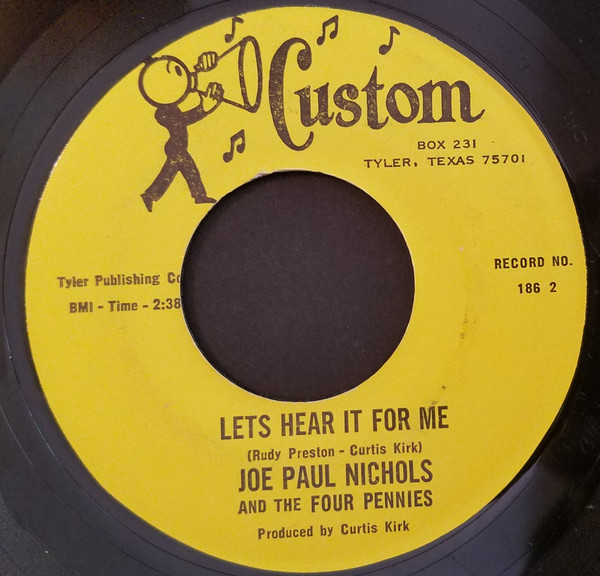 Custom
BOX 231
TYLER, TEXAS 75701
Tyler Publishing
BMI - Time - 2:38
RECORD NO.
186 2
LETS HEAR IT FOR ME
(Rudy Preston - Curtis Kirk)
JOE PAUL NICHOLS
AND THE FOUR PENNIES
Produced by Curtis Kirk